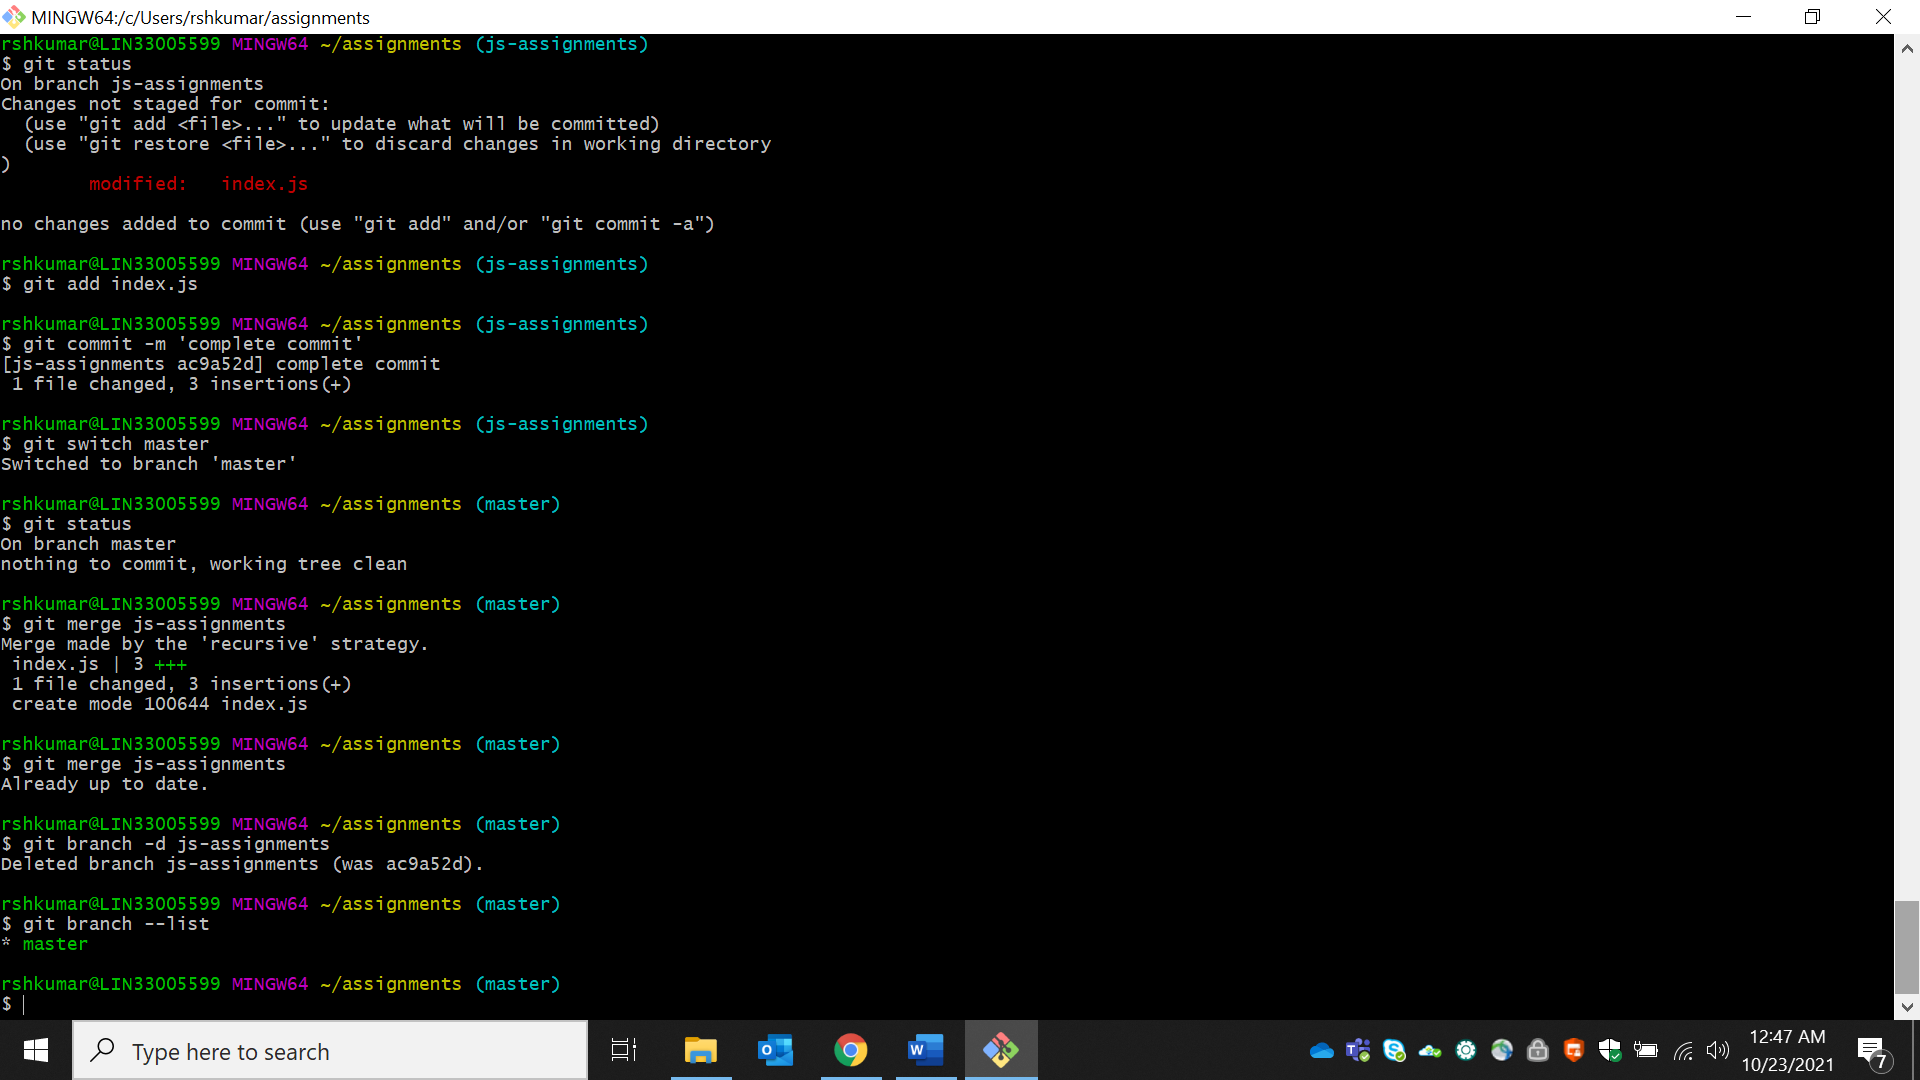 MINGW64:/c/Users/rshkumar/assignments
rshkumar@LIN33005599 MINGW64 ~/assignments (js-assignments)
$ git status
On branch js-assignments
Changes not staged for commit:
  (use "git add <file>..." to update what will be committed)
  (use "git restore <file>..." to discard changes in working directory
)
        modified:   index.js
no changes added to commit (use "git add" and/or "git commit -a")
rshkumar@LIN33005599 MINGW64 ~/assignments (js-assignments)
$ git add index.js
rshkumar@LIN33005599 MINGW64 ~/assignments (js-assignments)
$ git commit -m 'complete commit'
[js-assignments ac9a52d] complete commit
 1 file changed, 3 insertions(+)
rshkumar@LIN33005599 MINGW64 ~/assignments (js-assignments)
$ git switch master
Switched to branch 'master'
rshkumar@LIN33005599 MINGW64 ~/assignments (master)
$ git status
On branch master
nothing to commit, working tree clean
rshkumar@LIN33005599 MINGW64 ~/assignments (master)
$ git merge js-assignments
Merge made by the 'recursive' strategy.
 index.js | 3 +++
 1 file changed, 3 insertions(+)
 create mode 100644 index.js
rshkumar@LIN33005599 MINGW64 ~/assignments (master)
$ git merge js-assignments
Already up to date.
rshkumar@LIN33005599 MINGW64 ~/assignments (master)
$ git branch -d js-assignments
Deleted branch js-assignments (was ac9a52d).
rshkumar@LIN33005599 MINGW64 ~/assignments (master)
$ git branch --list
* master
rshkumar@LIN33005599 MINGW64 ~/assignments (master)
$
Type here to search
12:47 AM
10/23/2021
7